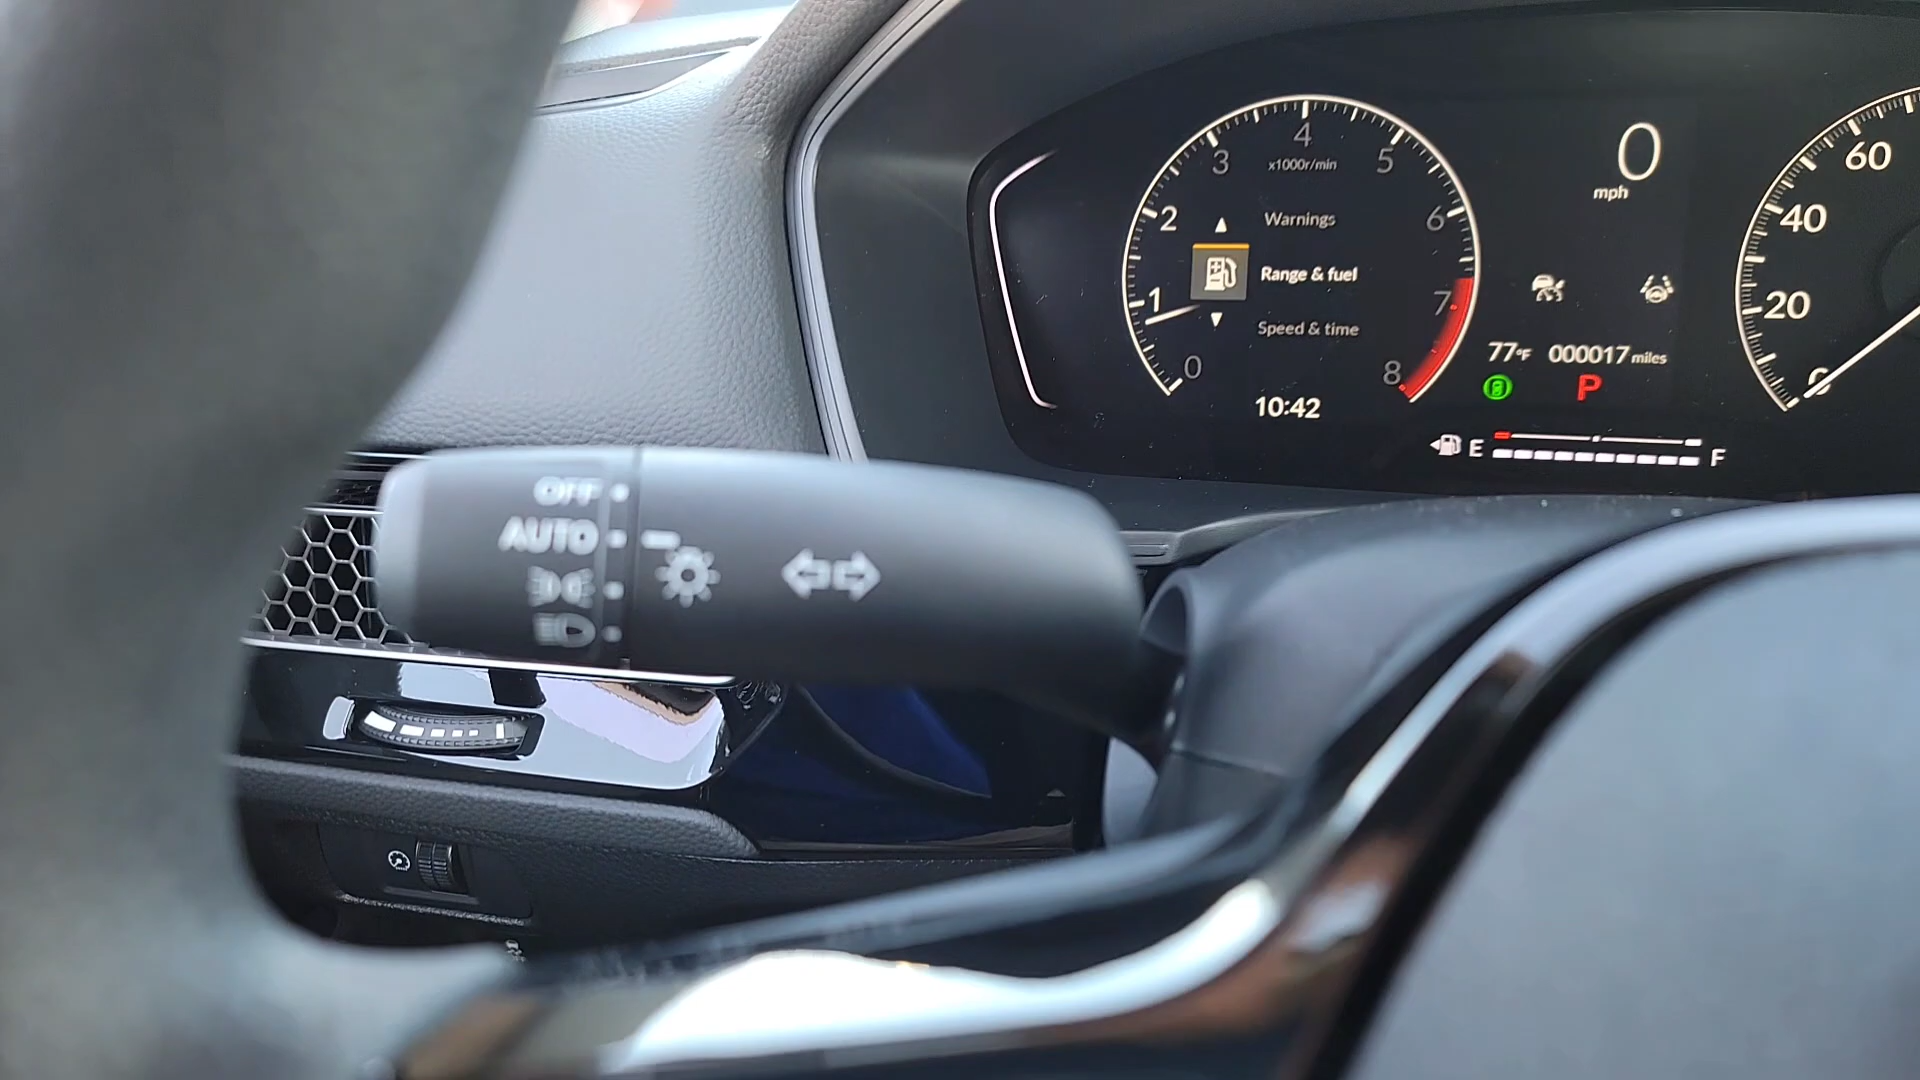 4
3
5
x1000r/min
2
Warnings
6
Range & fuel
1
7
Speed & time
0
8
10:42
0
mph
77°F
000017 miles
P
E
F
60
40
20
OFF
AUTO